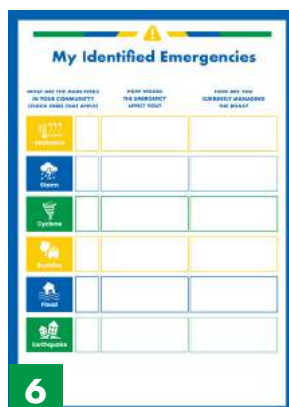 My Identified Emergencies
WHAT ARE THE MAIN RISKS
IN YOUR COMMUNITY?
(CHECK ONES THAT APPLY)
HOW WOULD
THE EMERGENCY
AFFECT YOU?
HOW ARE YOU
CURRENTLY MANAGING
THE RISKS?
Heatwave
Storm
Cyclone
Bushfire
Flood
Earthquake
6